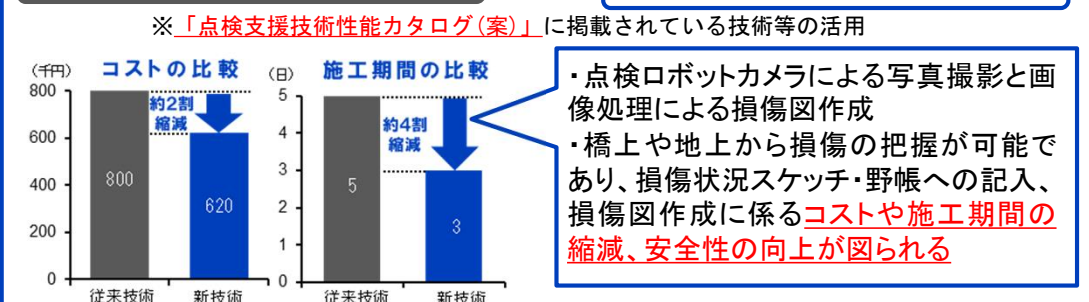 ※「点検支援技術性能カタログ(案)」に掲載されている技術等の活用
(千円)
コストの比較
800
600
400
200
0
約2割
縮減
800
620
従来技術
新技術
(日)
施工期間の比較
5
4
3
2
1
0
約4割
縮減
5
3
従来技術
新技術
・点検ロボットカメラによる写真撮影と画
像処理による損傷図作成
・橋上や地上から損傷の把握が可能で
あり、損傷状況スケッチ・野帳への記入、
損傷図作成に係るコストや施工期間の
縮減、安全性の向上が図られる